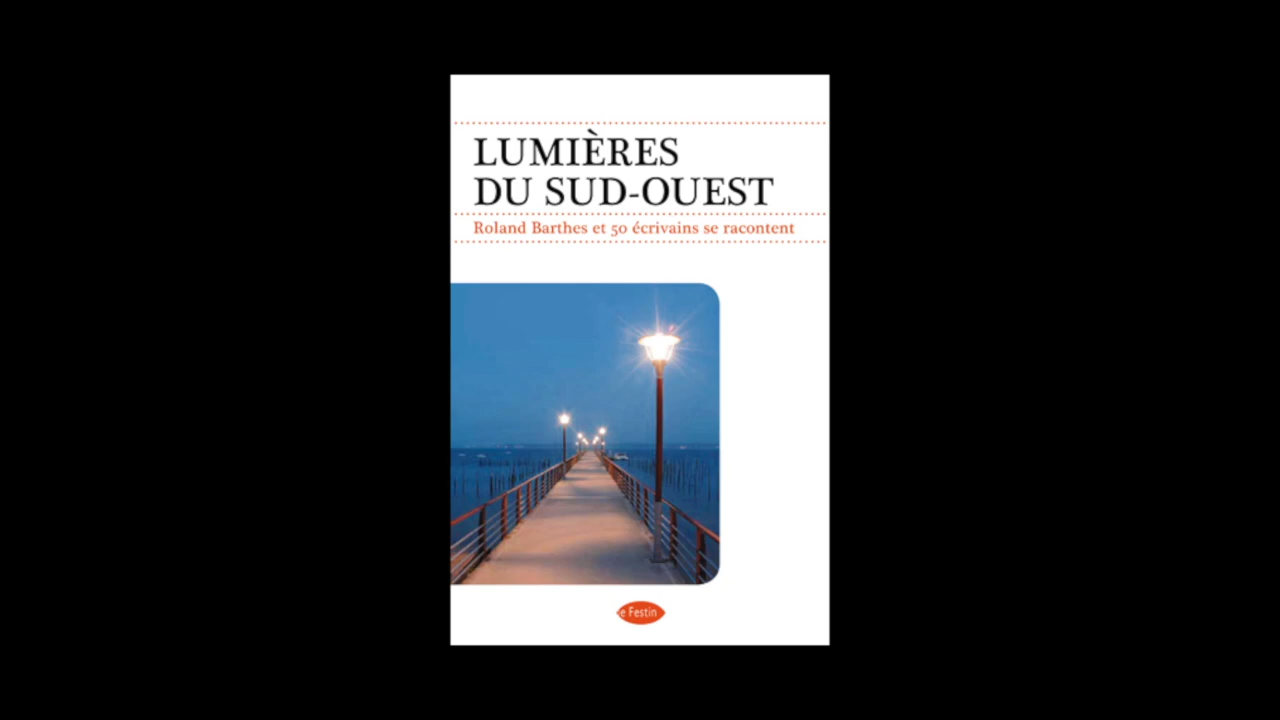 LUMIÈRES
DU SUD-OUEST
Roland Barthes et 50 écrivains se racontent
e Festin